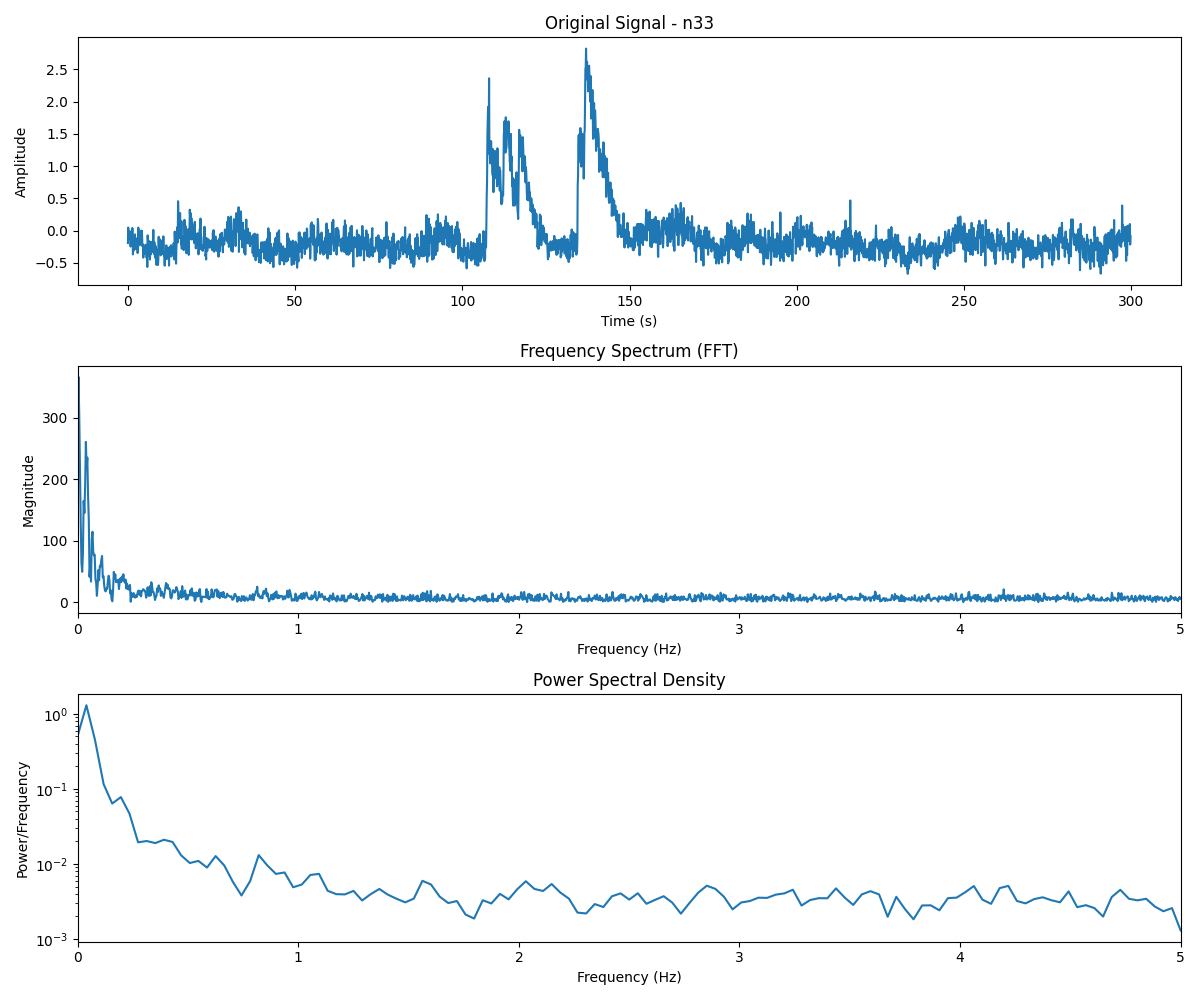 Original Signal - n33
Amplitude
2.5
2.0
1.5
1.0
0.5
0.0
−0.5
0 50 100 150 200 250 300
Time (s)
Frequency Spectrum (FFT)
Magnitude
300
200
100
0
0 1 2 3 4 5
Frequency (Hz)
Power Spectral Density
Power/Frequency
10⁰
10⁻¹
10⁻²
10⁻³
0 1 2 3 4 5
Frequency (Hz)